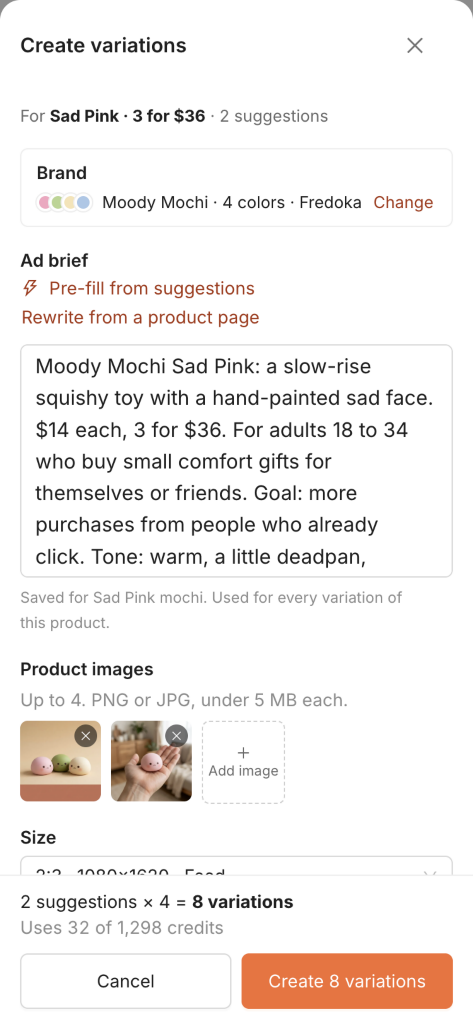 Create variations
For Sad Pink · 3 for $36 · 2 suggestions
Brand
Moody Mochi · 4 colors · Fredoka Change
Ad brief
Pre-fill from suggestions
Rewrite from a product page
Moody Mochi Sad Pink: a slow-rise
squishy toy with a hand-painted sad face.
$14 each, 3 for $36. For adults 18 to 34
who buy small comfort gifts for
themselves or friends. Goal: more
purchases from people who already
click. Tone: warm, a little deadpan,
Saved for Sad Pink mochi. Used for every variation of
this product.
Product images
Up to 4. PNG or JPG, under 5 MB each.
+
Add image
Size
2:3 · 1080×1620 · Feed
2 suggestions × 4 = 8 variations
Uses 32 of 1,298 credits
Cancel
Create 8 variations